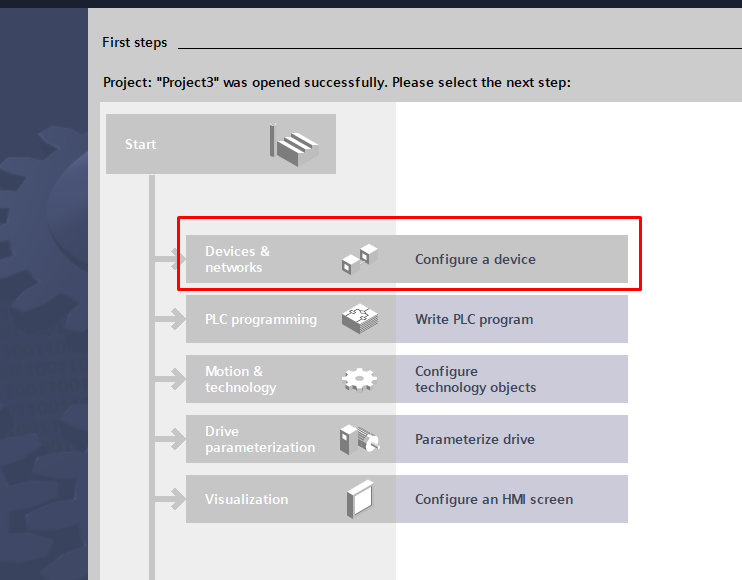 First steps
Project: "Project3" was opened successfully. Please select the next step:
Start
Devices &
networks
Configure a device
PLC programming
Write PLC program
Motion &
technology
Configure
technology objects
Drive
parameterization
Parameterize drive
Visualization
Configure an HMI screen